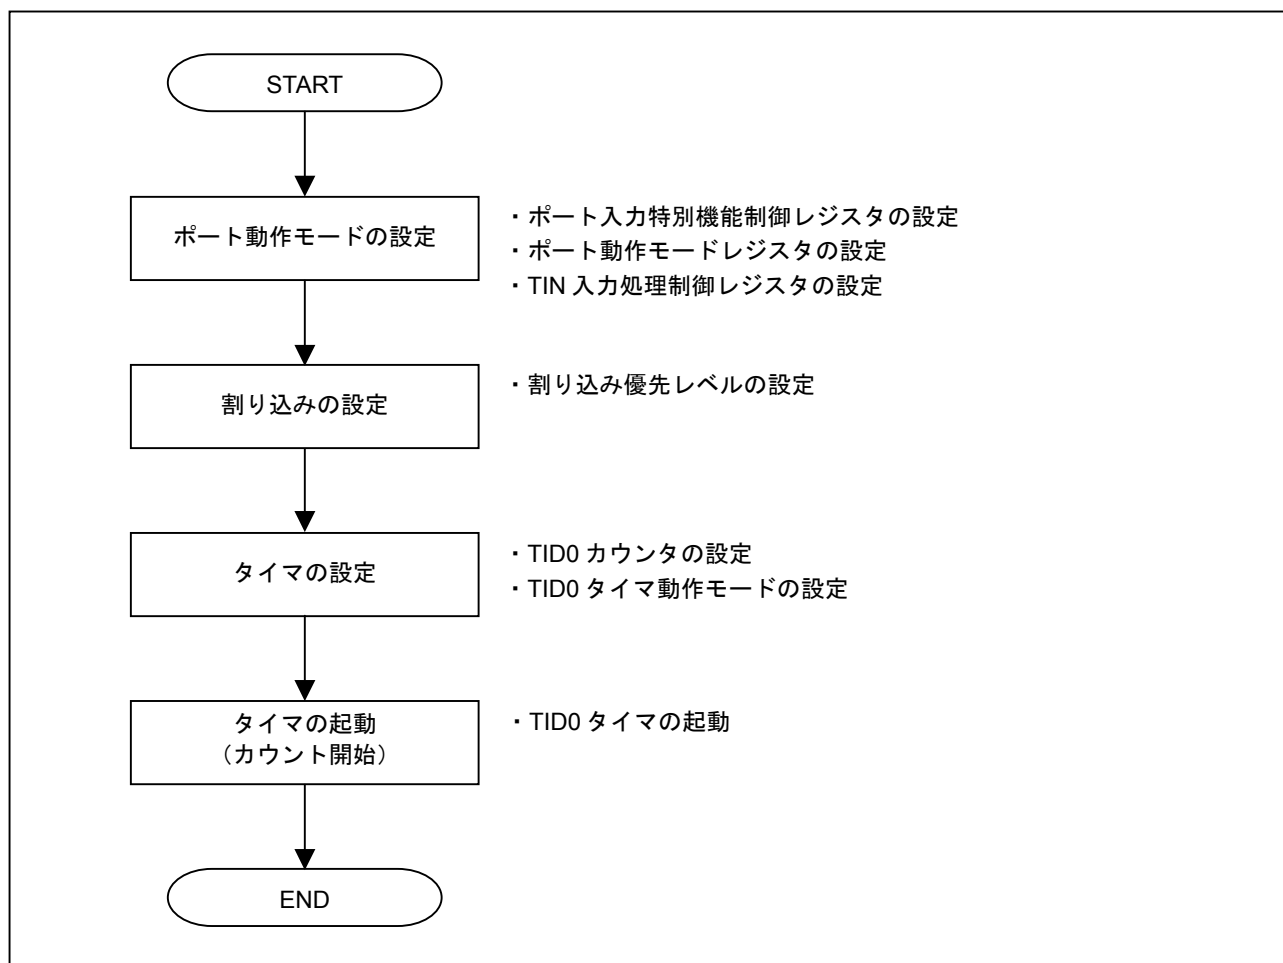 START
ポート動作モードの設定
・ポート入力特別機能制御レジスタの設定
・ポート動作モードレジスタの設定
・TIN 入力処理制御レジスタの設定
割り込みの設定
・割り込み優先レベルの設定
タイマの設定
・TID0 カウンタの設定
・TID0 タイマ動作モードの設定
タイマの起動
（カウント開始）
・TID0 タイマの起動
END